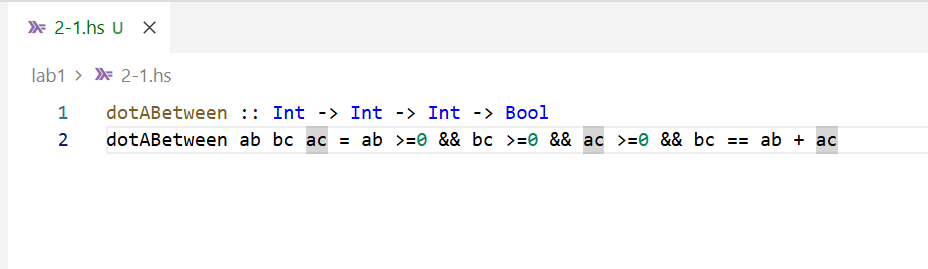 2-1.hs U
lab1 > 2-1.hs
1 dotABetween :: Int -> Int -> Int -> Bool
2 dotABetween ab bc ac = ab >=0 && bc >=0 && ac >=0 && bc == ab + ac